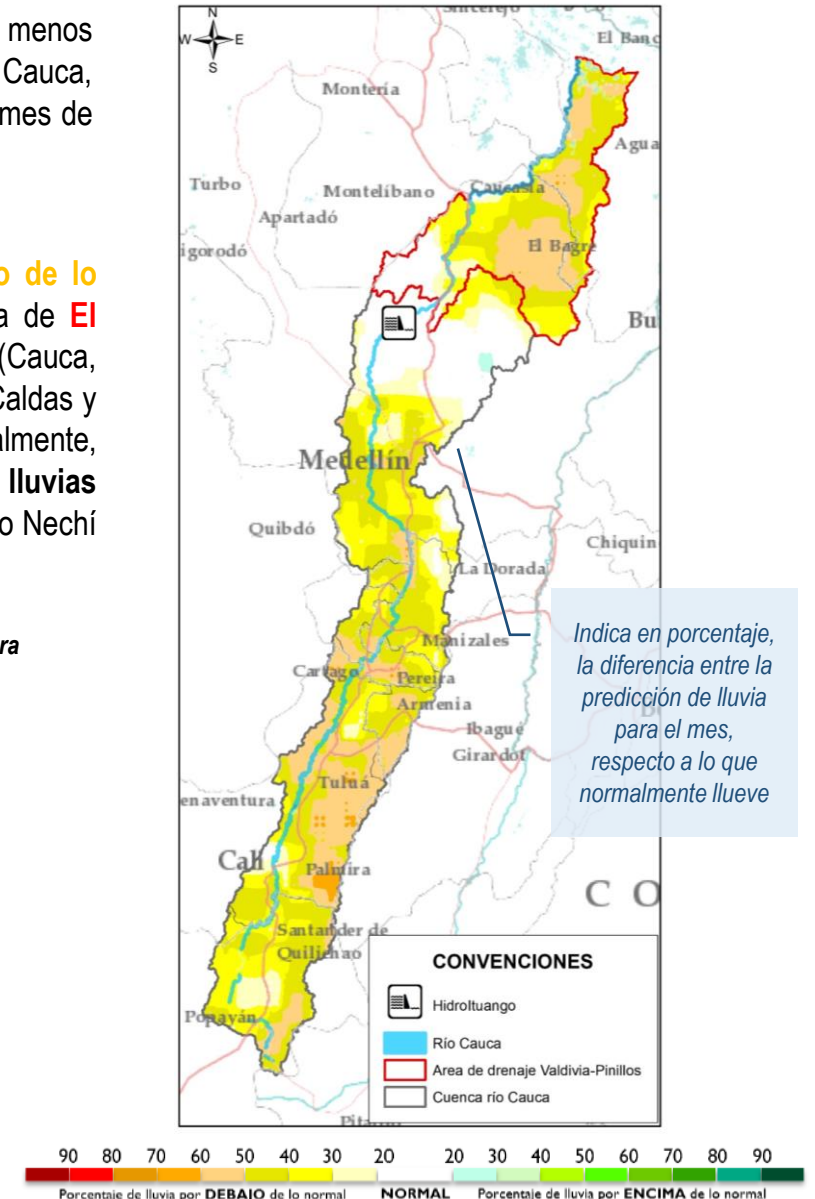 menos
Cauca,
mes de
o de lo
a de El
(Cauca,
Caldas y
almente,
lluvias
o Nechí
ra
N
W E
S
Sincelejo
El Banc
Montería
Agua
Turbo
Montelíbano
Caucasia
Apartadó
igorodó
El Bagre
Bu
Medellín
Quibdó
Chiquin
La Dorada
Manizales
Cartago
Pereira
Armenia
Ibagué
Girardot
Tuluá
enaventura
Cali
Palmira
C O
Santander de
Quilichao
Popayán
Indica en porcentaje,
la diferencia entre la
predicción de lluvia
para el mes,
respecto a lo que
normalmente llueve
CONVENCIONES
HidroItuango
Río Cauca
Area de drenaje Valdivia-Pinillos
Cuenca río Cauca
90 80 70 60 50 40 30 20 20 30 40 50 60 70 80 90
Porcentaje de lluvia por DEBAJO de lo normal NORMAL Porcentaje de lluvia por ENCIMA de lo normal